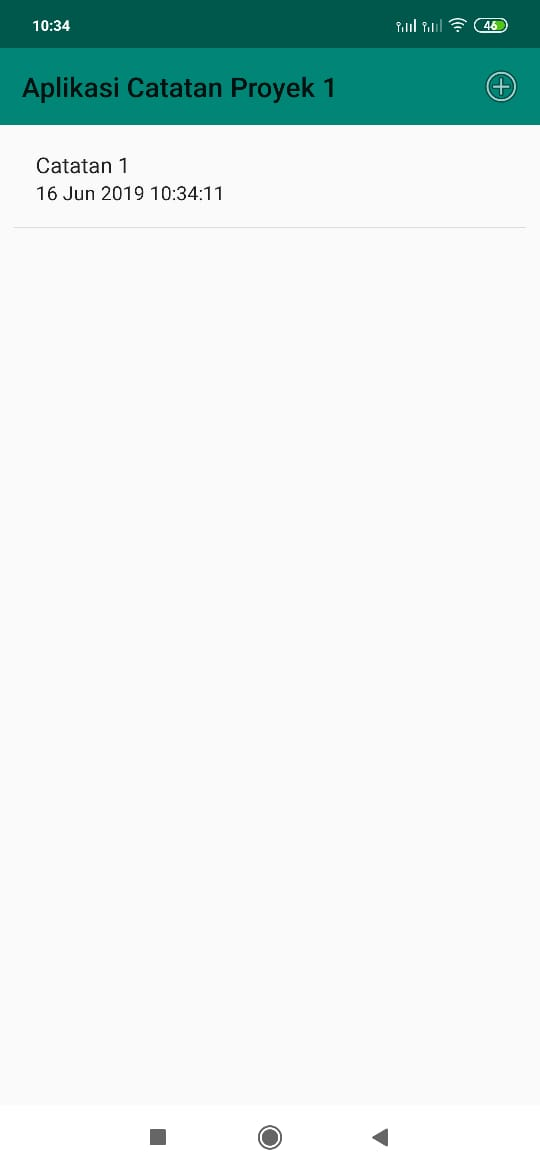 10:34
46
Aplikasi Catatan Proyek 1
Catatan 1
16 Jun 2019 10:34:11